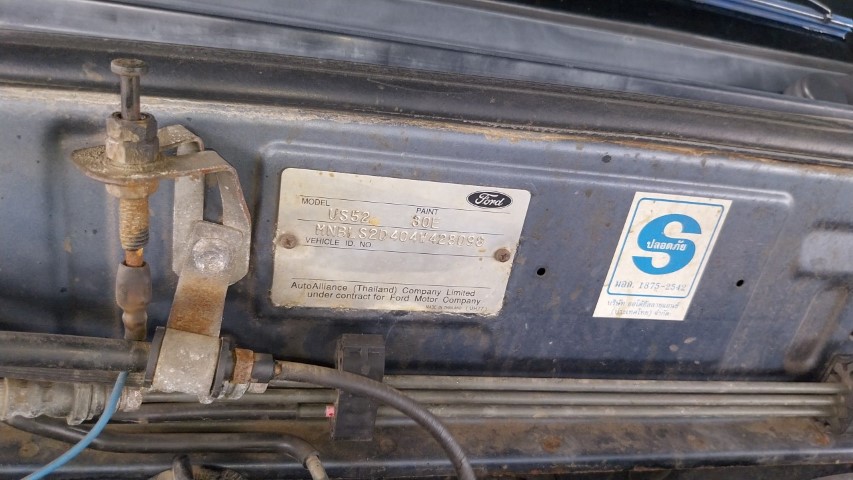 Ford
MODEL PAINT
US52 30E
VEHICLE ID NO.
AutoAlliance (Thailand) Company Limited
under contract for Ford Motor Company
S
ปลอดภัย
มอก. 1875-2542